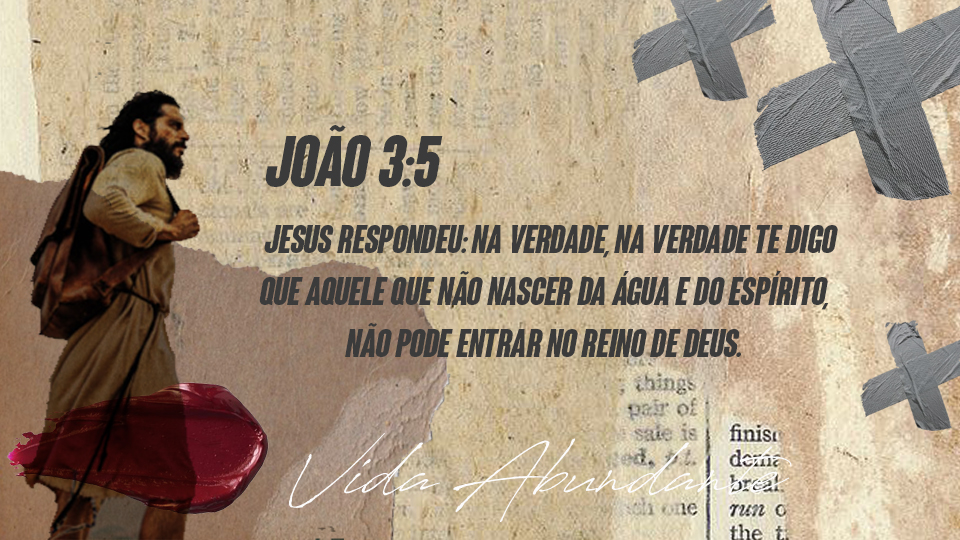 JOÃO 3:5
JESUS RESPONDEU: NA VERDADE, NA VERDADE TE DIGO
QUE AQUELE QUE NÃO NASCER DA ÁGUA E DO ESPÍRITO,
NÃO PODE ENTRAR NO REINO DE DEUS.
; things
pair of
sale is
finis
Vida Abundante
run
one
the